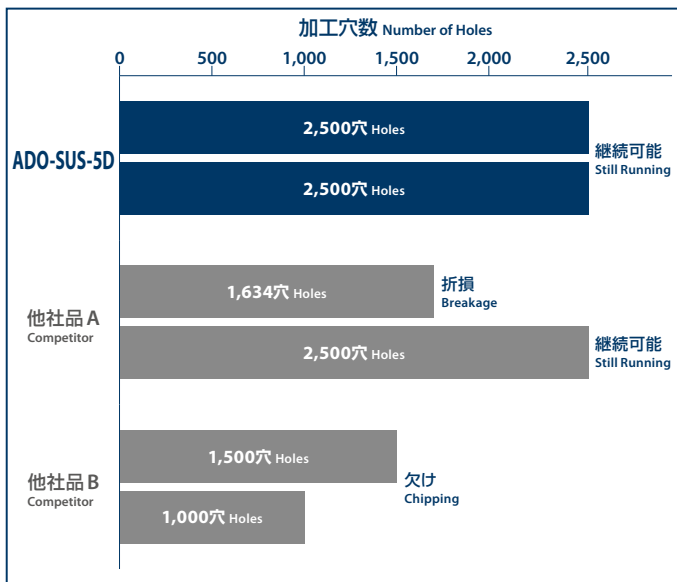 加工穴数 Number of Holes
0 500 1,000 1,500 2,000 2,500
ADO-SUS-5D
2,500穴 Holes
2,500穴 Holes
継続可能
Still Running
他社品 A
Competitor
1,634穴 Holes
折損
Breakage
2,500穴 Holes
継続可能
Still Running
他社品 B
Competitor
1,500穴 Holes
1,000穴 Holes
欠け
Chipping